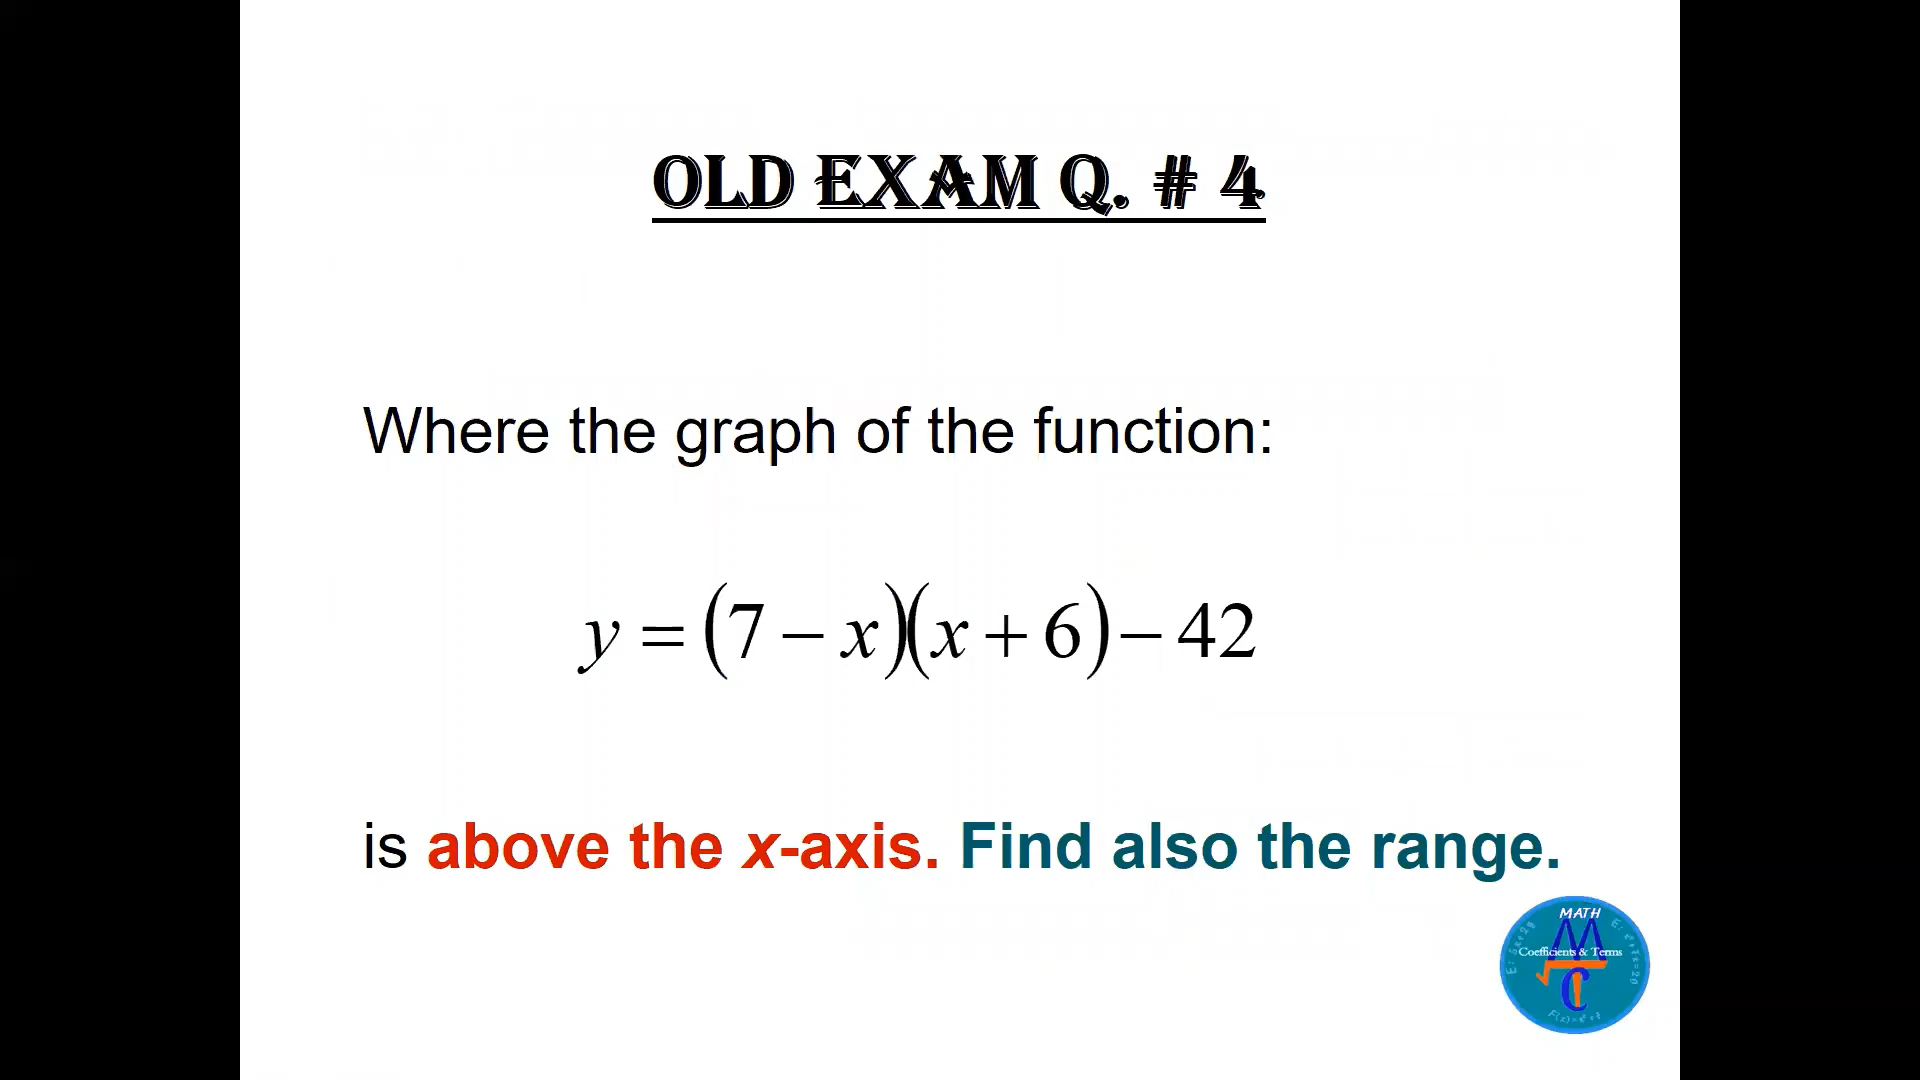 OLD EXAM Q. # 4
Where the graph of the function:
y = (7 − x)(x + 6) − 42
is above the x-axis. Find also the range.
MATH
Coefficients & Terms